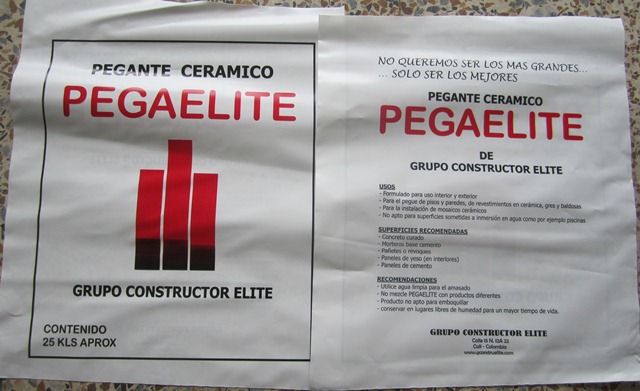 PEGANTE CERAMICO
PEGAELITE
GRUPO CONSTRUCTOR ELITE
CONTENIDO
25 KLS APROX
NO QUEREMOS SER LOS MAS GRANDES...
... SOLO SER LOS MEJORES
PEGANTE CERAMICO
PEGAELITE
DE
GRUPO CONSTRUCTOR ELITE
USOS
- Formulado para uso interior y exterior
- Para el pegue de pisos y paredes, de revestimientos en cerámica, gres y baldosas
- Para la instalación de mosaicos cerámicos
- No apto para superficies sometidas a inmersión en agua como por ejemplo piscinas
SUPERFICIES RECOMENDADAS
- Concreto curado
- Morteros base cemento
- Pañetes o revoques
- Paneles de yeso (en interiores)
- Paneles de cemento
RECOMENDACIONES
- Utilice agua limpia para el amasado
- No mezcle PEGAELITE con productos diferentes
- Producto no apto para emboquillar
- conservar en lugares libres de humedad para un mayor tiempo de vida.
GRUPO CONSTRUCTOR ELITE
Cali - Colombia